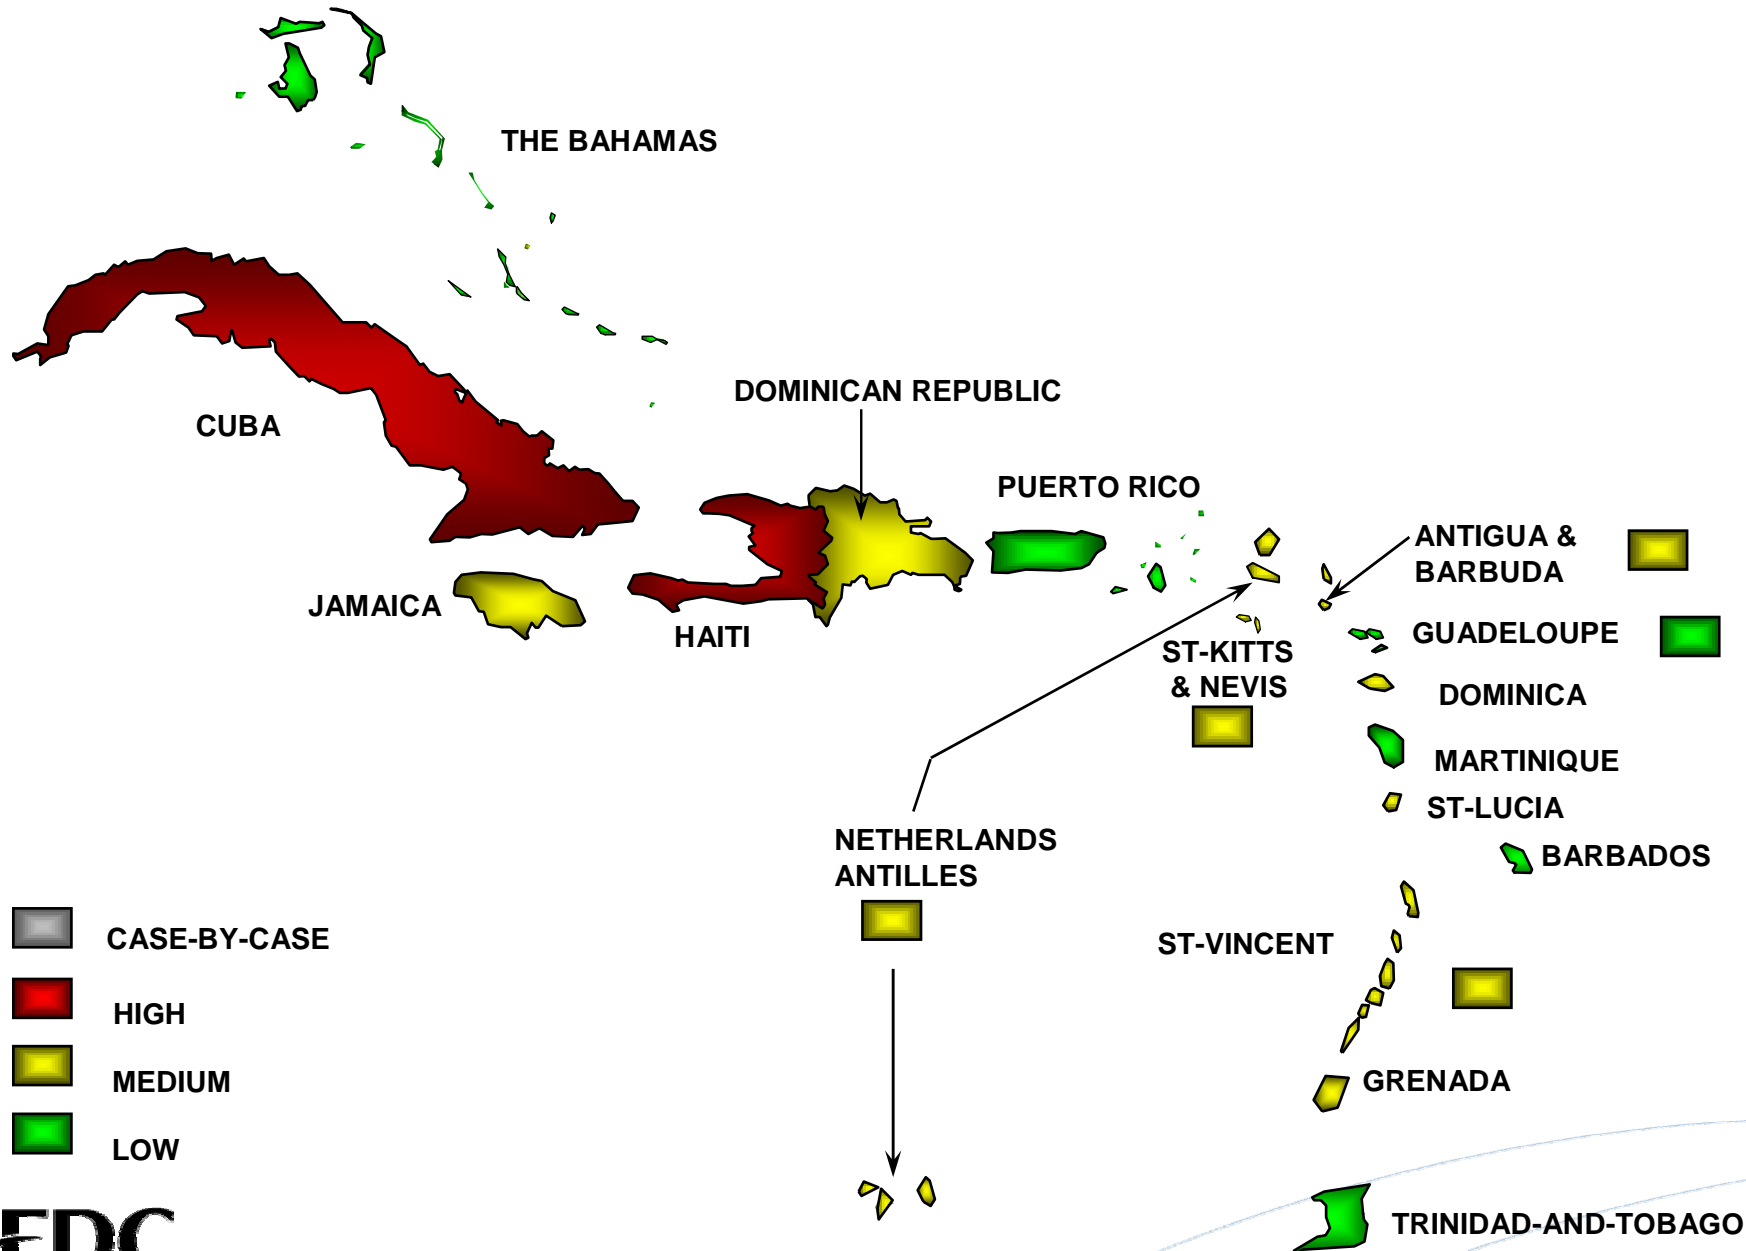 THE BAHAMAS
DOMINICAN REPUBLIC
CUBA
PUERTO RICO
ANTIGUA &
BARBUDA
JAMAICA
HAITI
GUADELOUPE
ST-KITTS
& NEVIS
DOMINICA
MARTINIQUE
ST-LUCIA
NETHERLANDS
ANTILLES
BARBADOS
CASE-BY-CASE
ST-VINCENT
HIGH
MEDIUM
GRENADA
LOW
EDC
TRINIDAD-AND-TOBAGO